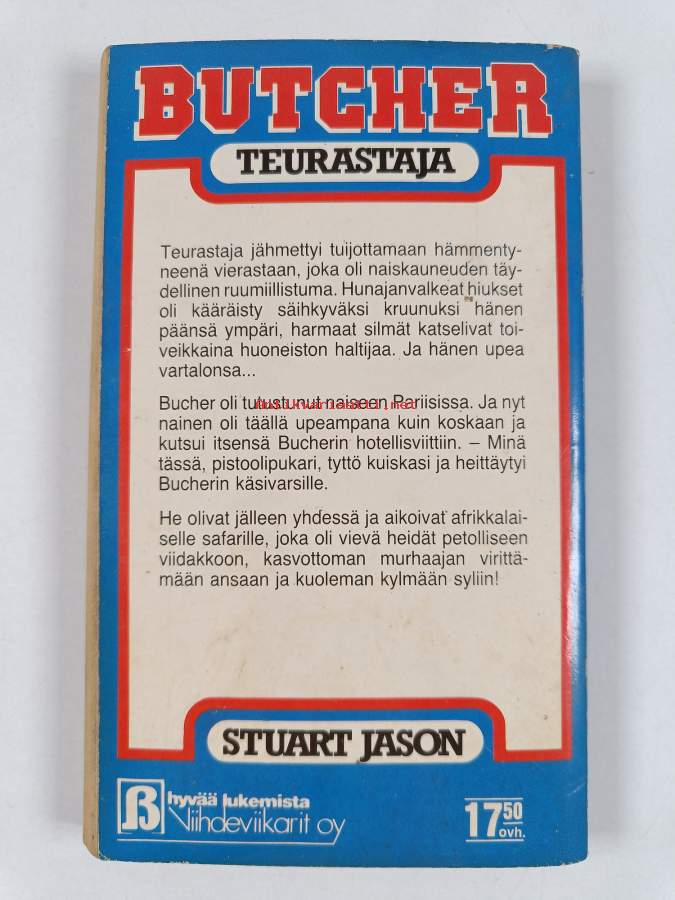 BUTCHER
TEURASTAJA
Teurastaja jähmettyi tuijottamaan hämmenty-
neenä vierastaan, joka oli naiskauneuden täy-
dellinen ruumiillistuma. Hunajanvalkeat hiukset
oli kääräisty säihkyväksi kruunuksi hänen
päänsä ympäri, harmaat silmät katselivat toi-
veikkaina huoneiston haltijaa. Ja hänen upea
vartalonsa...
Bucher oli tutustunut naiseen Pariisissa. Ja nyt
antikvariaatti.net
nainen oli täällä upeampana kuin koskaan ja
kutsui itsensä Bucherin hotellisviittiin. – Minä
tässä, pistoolipukari, tyttö kuiskasi ja heittäytyi
Bucherin käsivarsille.
He olivat jälleen yhdessä ja aikoivat afrikkalai-
selle safarille, joka oli vievä heidät petolliseen
viidakkoon, kasvottoman murhaajan virittä-
mään ansaan ja kuoleman kylmään syliin!
STUART JASON
hyvää lukemista
Viihdeviikarit oy
17 50
ovh.